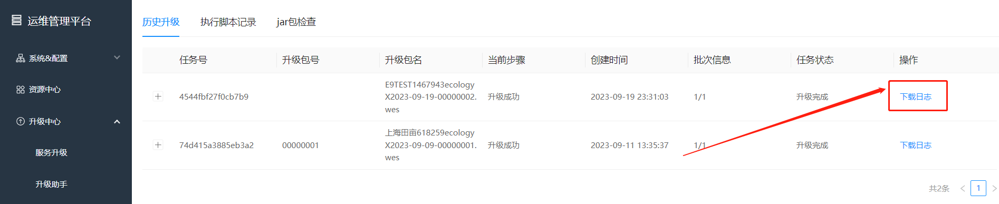 运维管理平台
系统&配置
资源中心
升级中心
服务升级
升级助手
历史升级 执行脚本记录 jar包检查
任务号 升级包号 升级包名 当前步骤 创建时间 批次信息 任务状态 操作
4544fbf27f0cb7b9 E9TEST1467943ecology
X2023-09-19-00000002.
wes 升级成功 2023-09-19 23:31:03 1/1 升级完成 下载日志
74d415a3885eb3a2 00000001 上海田亩618259ecology
X2023-09-09-00000001.
wes 升级成功 2023-09-11 13:35:37 1/1 升级完成 下载日志
共2条 1